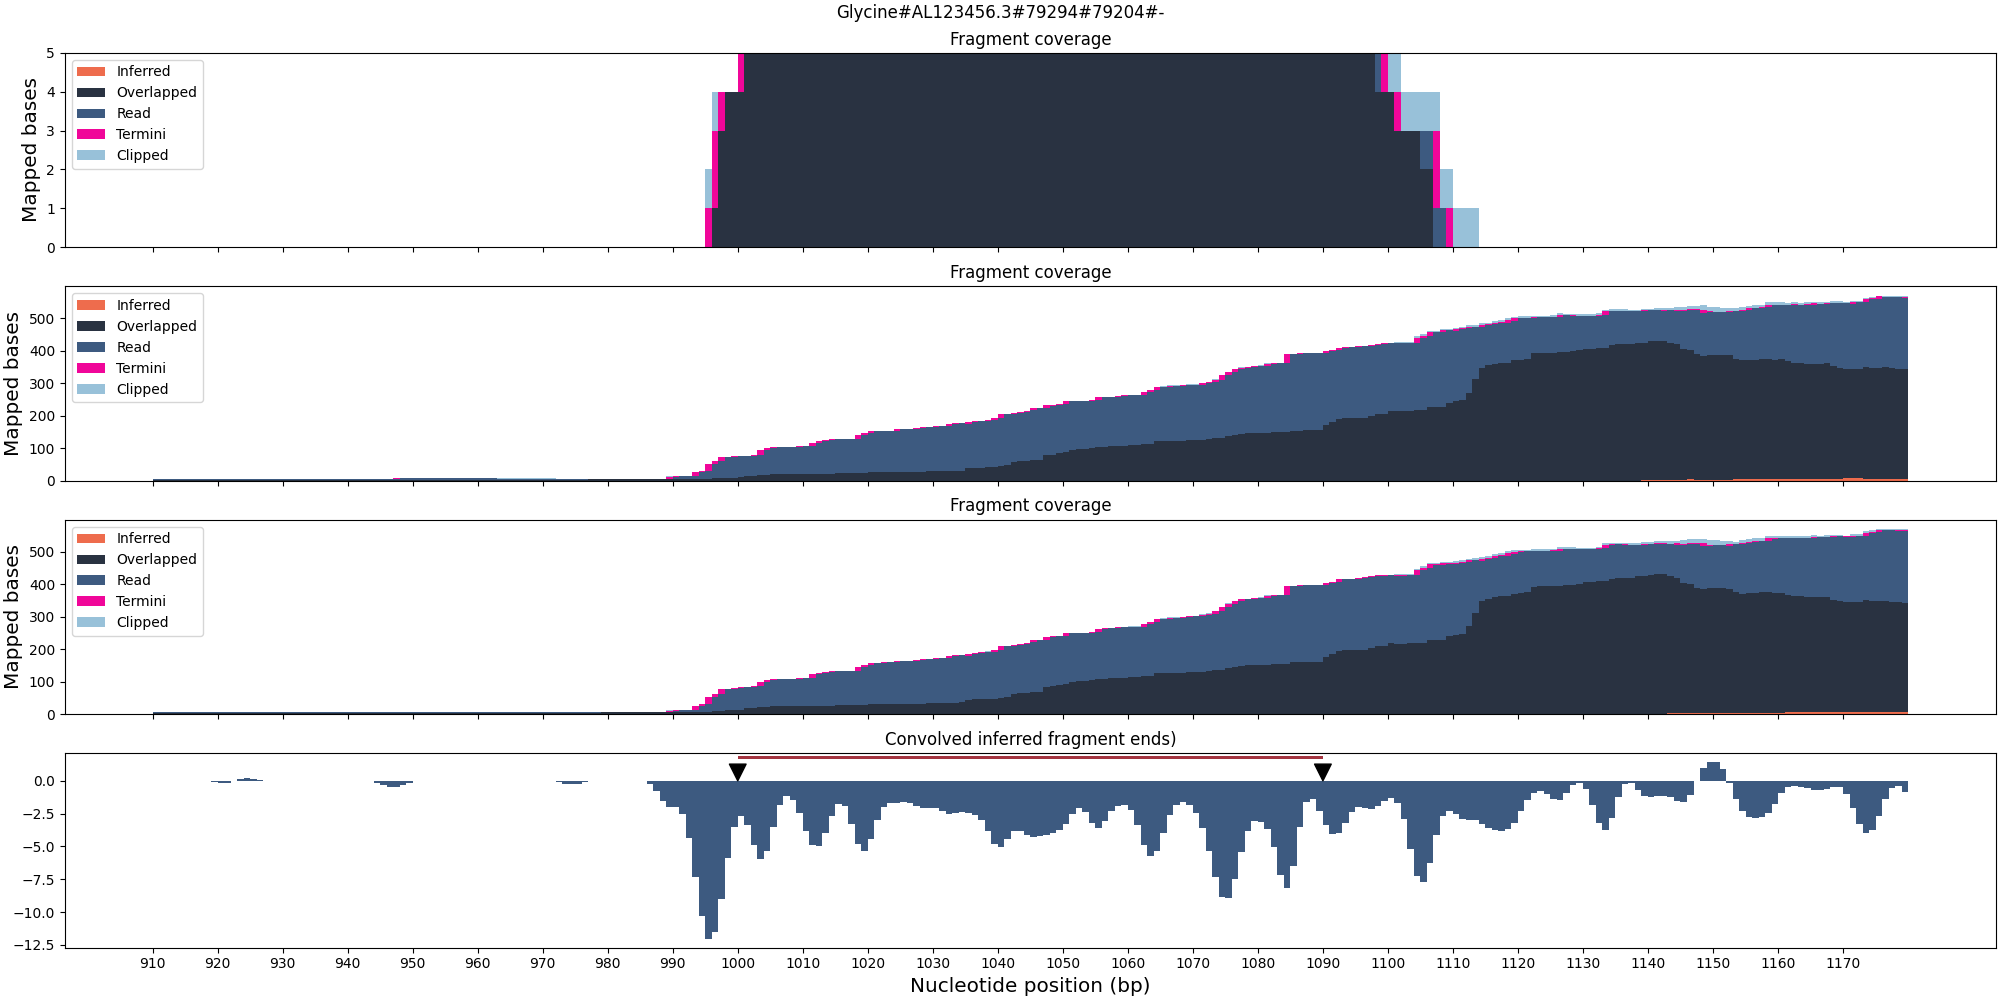 Glycine#AL123456.3#79294#79204#-
Fragment coverage
Mapped bases
5
4
3
2
1
0
Inferred
Overlapped
Read
Termini
Clipped
Fragment coverage
Mapped bases
500
400
300
200
100
0
Inferred
Overlapped
Read
Termini
Clipped
Fragment coverage
Mapped bases
500
400
300
200
100
0
Inferred
Overlapped
Read
Termini
Clipped
Convolved inferred fragment ends)
0.0
−2.5
−5.0
−7.5
−10.0
−12.5
910 920 930 940 950 960 970 980 990 1000 1010 1020 1030 1040 1050 1060 1070 1080 1090 1100 1110 1120 1130 1140 1150 1160 1170
Nucleotide position (bp)